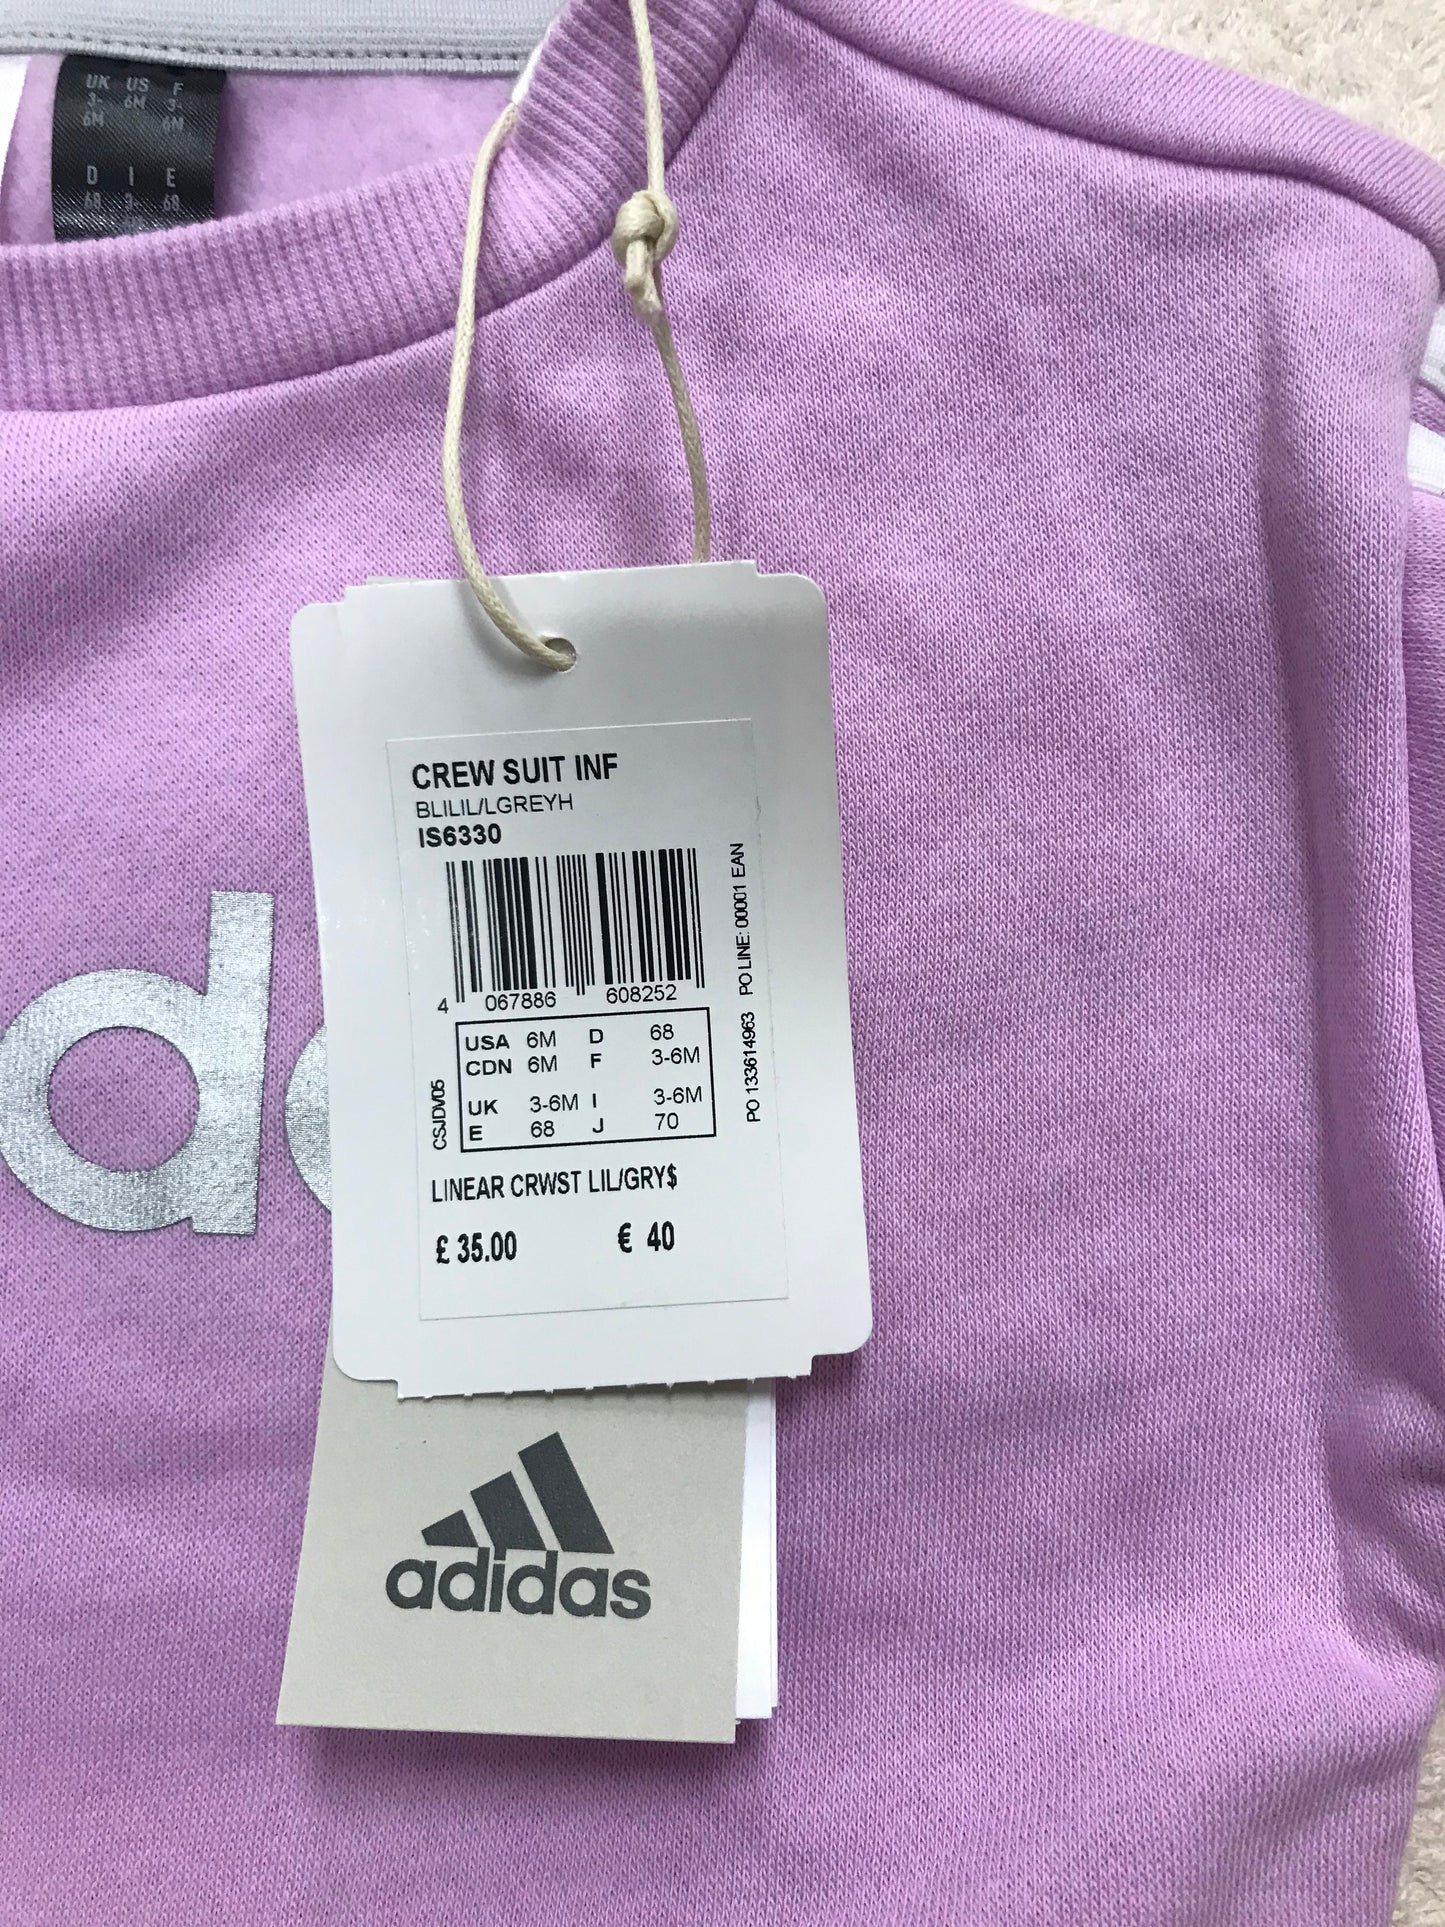 UK US F
3- 6M 3-
6M 6M
D I E
68 3- 68
CREW SUIT INF
BLILIL/LGREYH
IS6330
4 067886 608252
USA 6M D 68
CDN 6M F 3-6M
UK 3-6M I 3-6M
E 68 J 70
CSJDV05
PO 133614963 PO LINE: 00001 EAN
LINEAR CRWST LIL/GRY$
£ 35.00 € 40
d
adidas